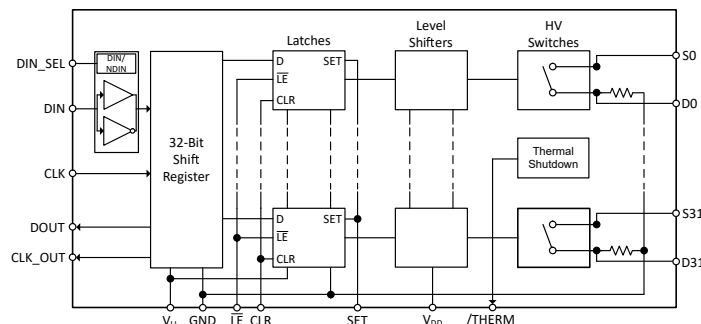 Latches
Level
Shifters
HV
Switches
DIN_SEL
DIN/
NDIN
DIN
CLK
DOUT
CLK_OUT
32-Bit
Shift
Register
D
SET
LE
CLR
S0
D0
Thermal
Shutdown
D
SET
LE
CLR
S31
D31
GND
LE
CLR
SET
VDD
/THERM